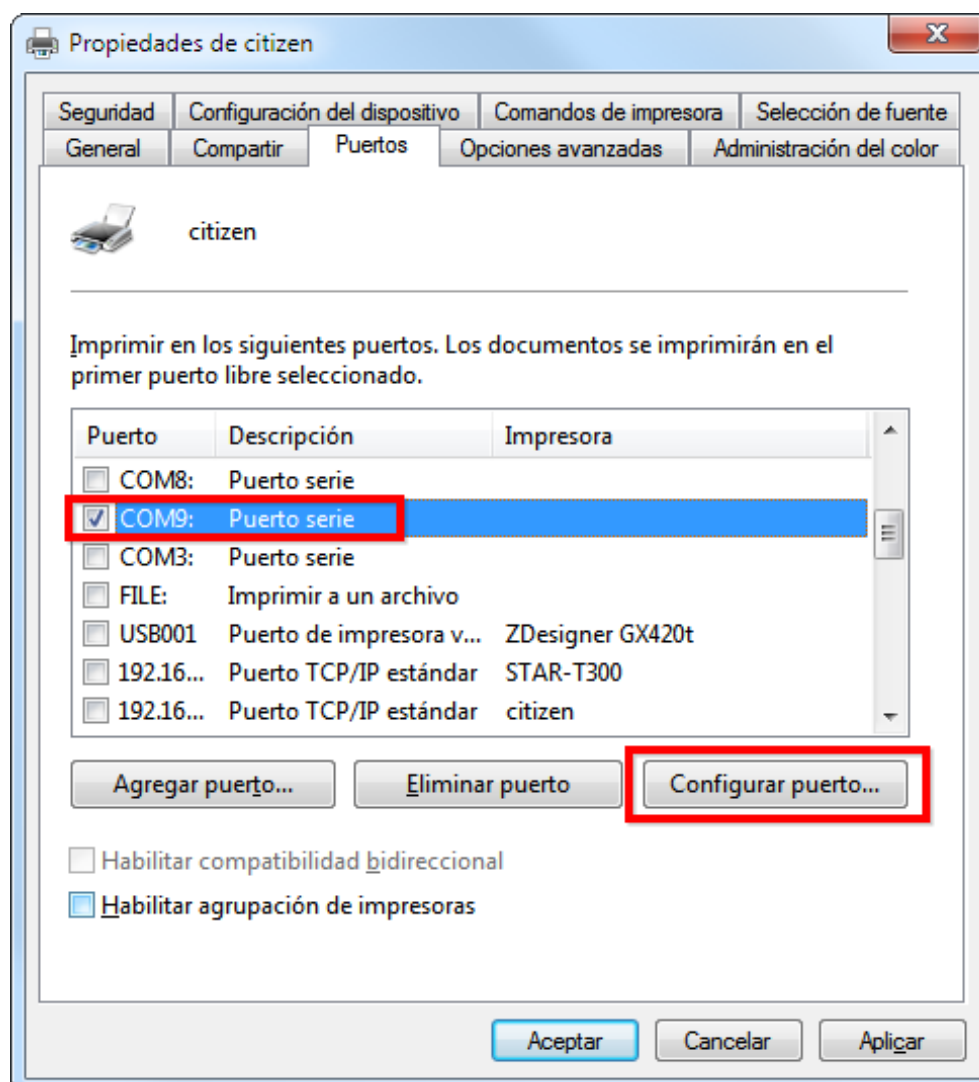 Propiedades de citizen
Seguridad Configuración del dispositivo Comandos de impresora Selección de fuente
General Compartir Puertos Opciones avanzadas Administración del color
citizen
Imprimir en los siguientes puertos. Los documentos se imprimirán en el
primer puerto libre seleccionado.
Puerto Descripción Impresora
COM8: Puerto serie
COM9: Puerto serie
COM3: Puerto serie
FILE: Imprimir a un archivo
USB001 Puerto de impresora v... ZDesigner GX420t
192.16... Puerto TCP/IP estándar STAR-T300
192.16... Puerto TCP/IP estándar citizen
Agregar puerto... Eliminar puerto Configurar puerto...
Habilitar compatibilidad bidireccional
Habilitar agrupación de impresoras
Aceptar Cancelar Aplicar